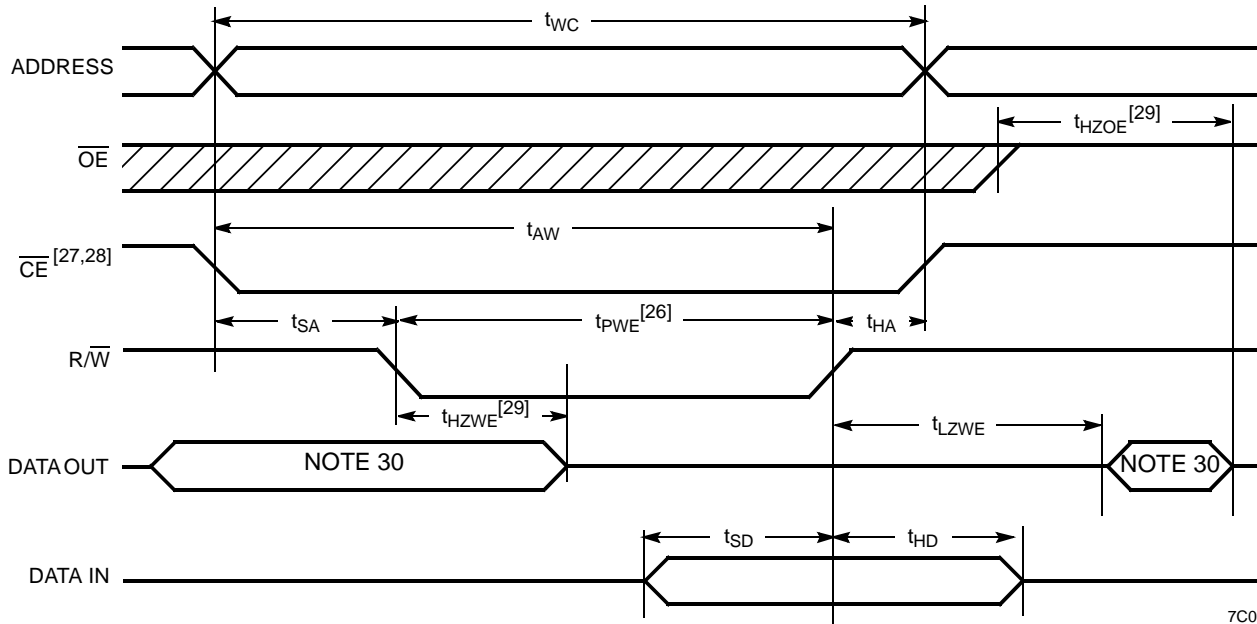 tWC
ADDRESS
tHZOE[29]
OE
tAW
CE [27,28]
tSA
tPWE[26]
tHA
R/W
tHZWE[29]
tLZWE
DATA OUT
NOTE 30
NOTE 30
tSD
tHD
DATA IN
7C0